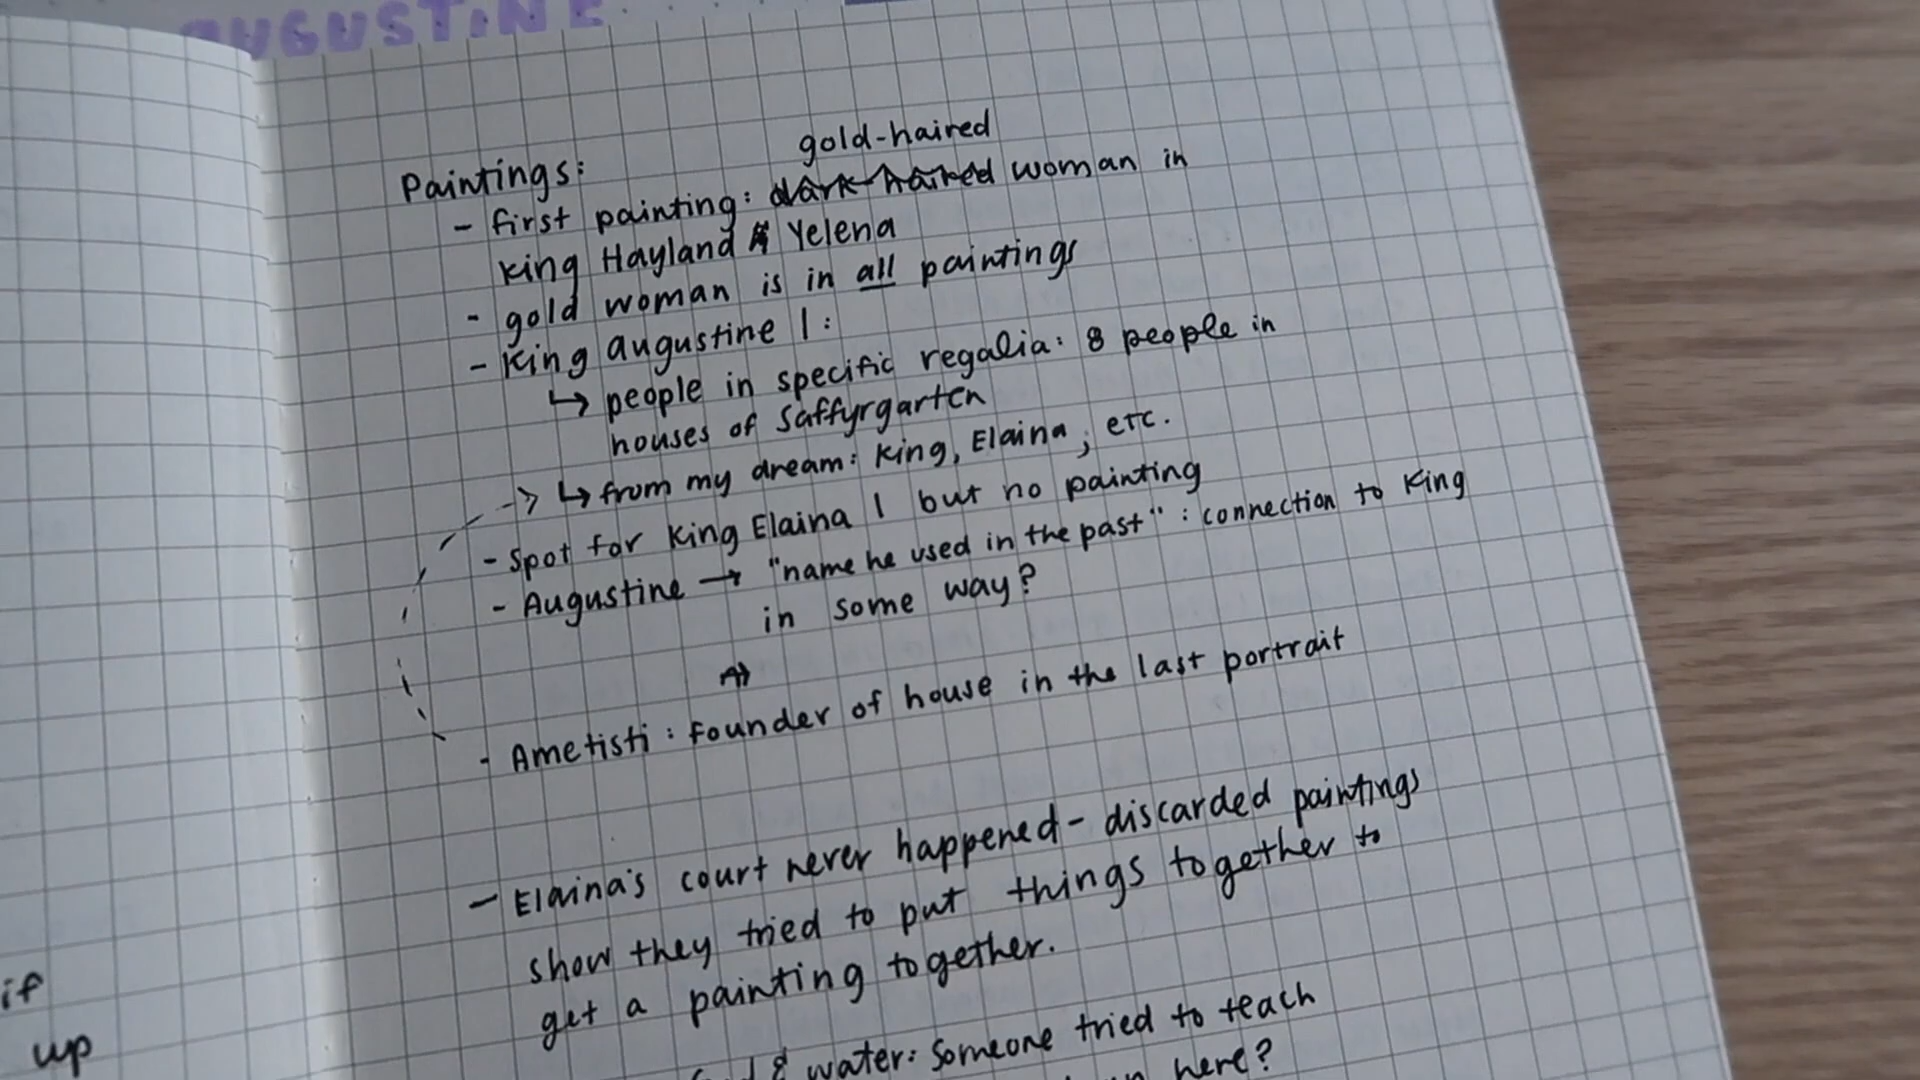 AUGUSTINE
gold-haired
Paintings:
- first painting: dark-haired woman in
King Hayland Yelena
- gold woman is in all paintings
- King Augustine I:
↳ people in specific regalia: 8 people in
houses of Saffyrgarten
-> ↳ from my dream: King, Elaina, etc.
- Spot for King Elaina I but no painting
- Augustine → "name he used in the past": connection to King
in some way?
- Ametisti: Founder of house in the last portrait
- Elaina's court never happened - discarded paintings
show they tried to put things together to
get a painting together.
& water: Someone tried to teach
here?
if
up